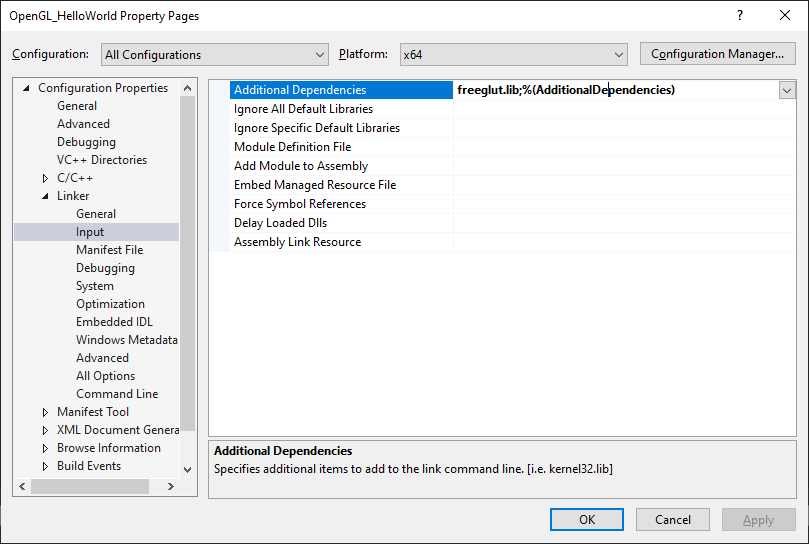 OpenGL_HelloWorld Property Pages
Configuration: All Configurations Platform: x64 Configuration Manager...
Configuration Properties
General
Advanced
Debugging
VC++ Directories
C/C++
Linker
General
Input
Manifest File
Debugging
System
Optimization
Embedded IDL
Windows Metadata
Advanced
All Options
Command Line
Manifest Tool
XML Document Genera
Browse Information
Build Events
Additional Dependencies freeglut.lib;%(AdditionalDependencies)
Ignore All Default Libraries
Ignore Specific Default Libraries
Module Definition File
Add Module to Assembly
Embed Managed Resource File
Force Symbol References
Delay Loaded Dlls
Assembly Link Resource
Additional Dependencies
Specifies additional items to add to the link command line. [i.e. kernel32.lib]
OK Cancel Apply